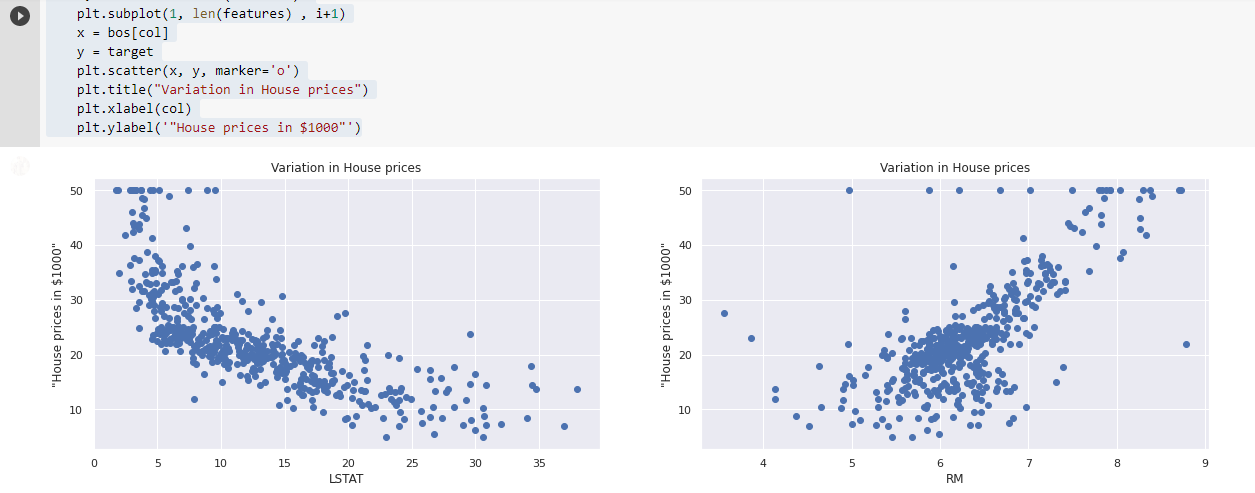 plt.subplot(1, len(features) , i+1)
x = bos[col]
y = target
plt.scatter(x, y, marker='o')
plt.title("Variation in House prices")
plt.xlabel(col)
plt.ylabel('"House prices in $1000"')
Variation in House prices
50
40
30
20
10
"House prices in $1000"
0 5 10 15 20 25 30 35
LSTAT
Variation in House prices
50
40
30
20
10
"House prices in $1000"
4 5 6 7 8 9
RM